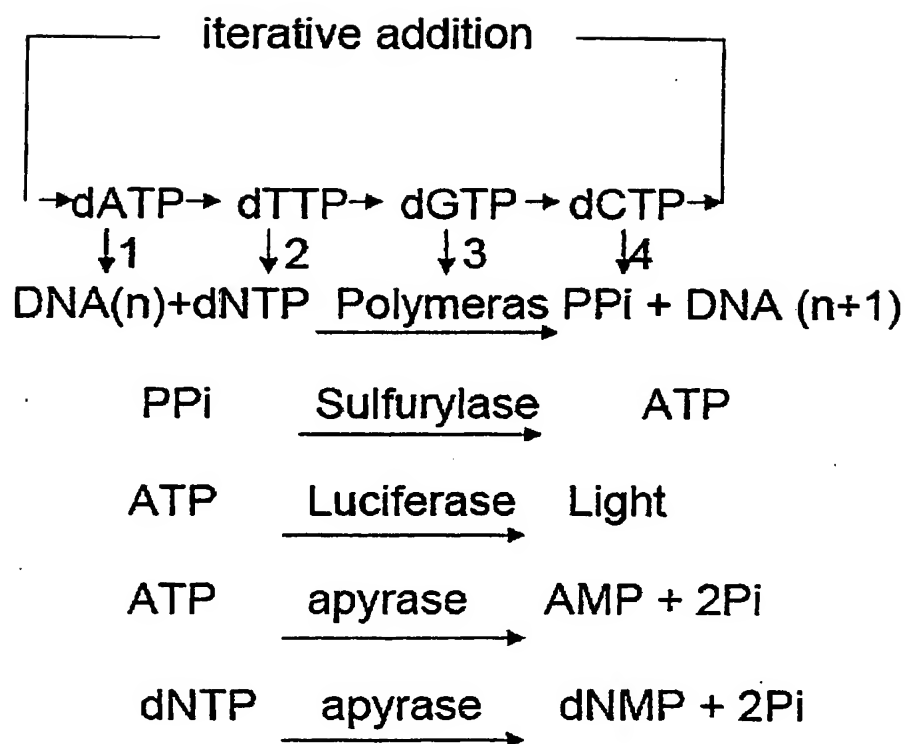 iterative addition
→dATP→ dTTP→ dGTP→dCTP→
↓1 ↓2 ↓3 ↓4
DNA(n)+dNTP Polymeras PPi + DNA (n+1)
PPi Sulfurylase ATP
ATP Luciferase Light
ATP apyrase AMP + 2Pi
dNTP apyrase dNMP + 2Pi